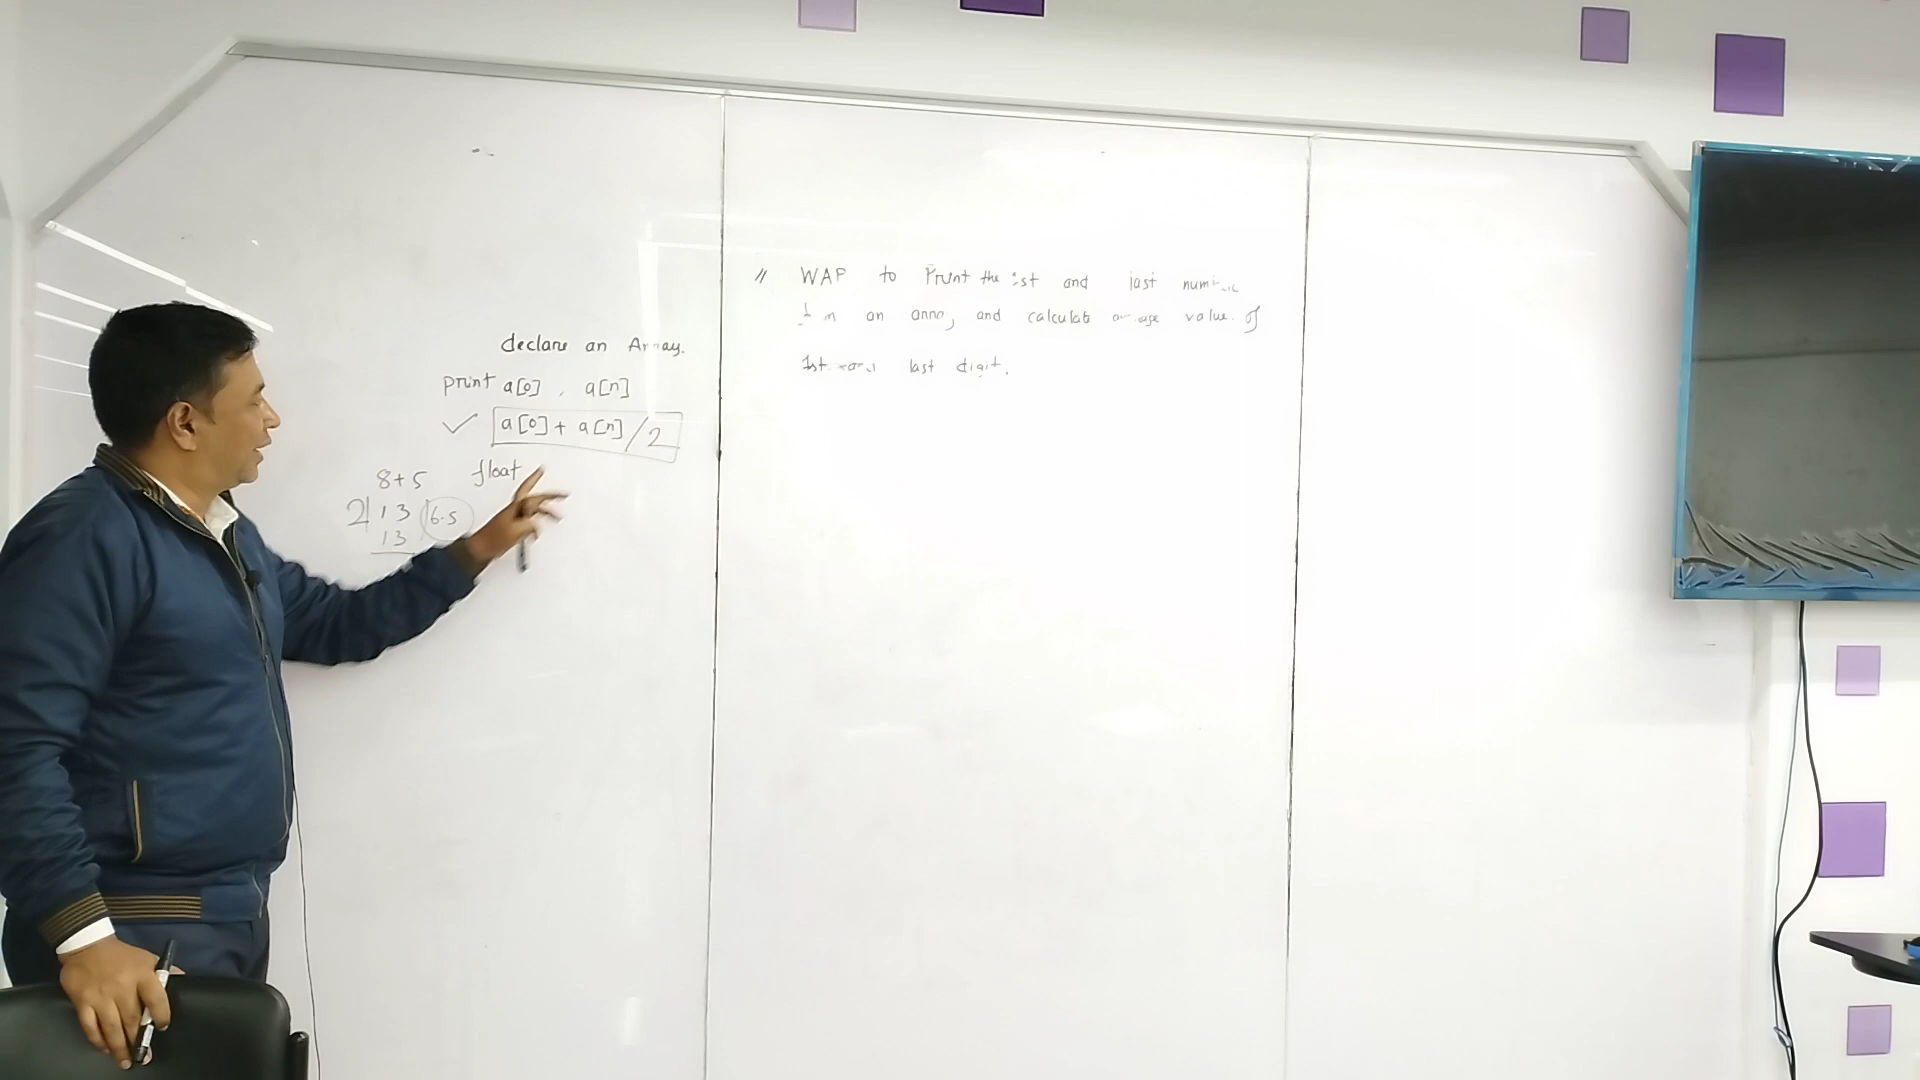 declare an Array.
print a[0] , a[n]
✓ a[0] + a[n] / 2
float
8+5
2 13 6.5
13
// WAP to Print the 1st and last
in an array and calculate average value of
1st and last digit.